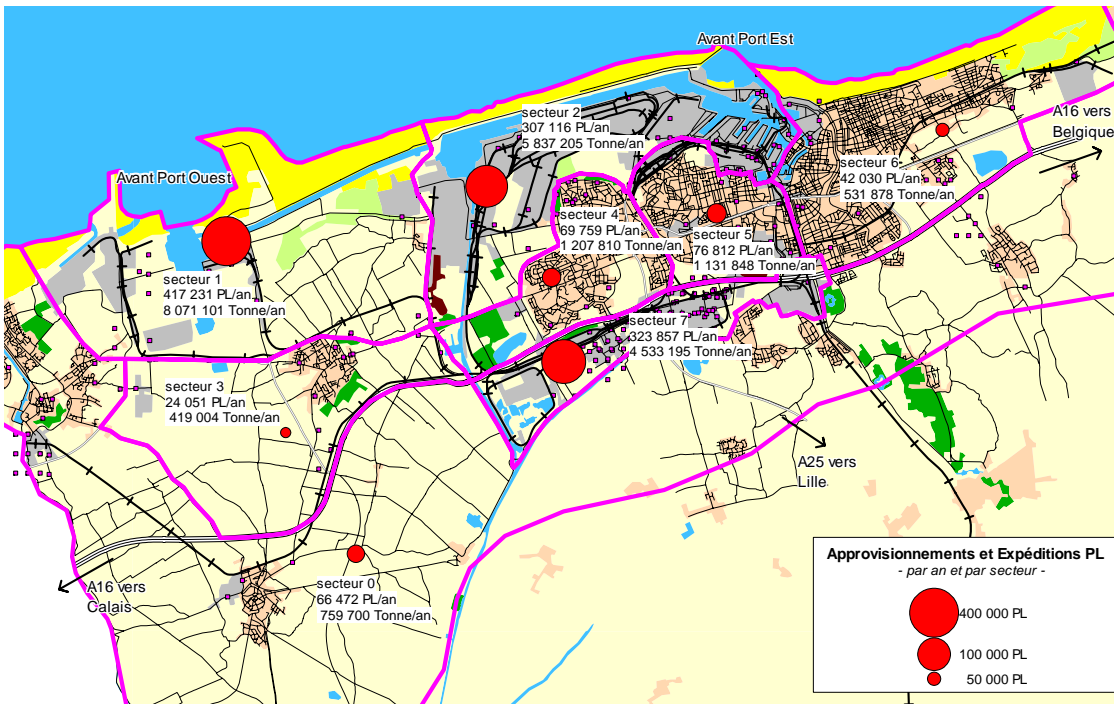 Avant Port Est
A16 vers
Belgique
secteur 2
307 116 PL/an
5 837 205 Tonne/an
secteur 6
42 030 PL/an
531 878 Tonne/an
Avant Port Ouest
secteur 4
69 759 PL/an
1 207 810 Tonne/an
secteur 5
76 812 PL/an
1 131 848 Tonne/an
secteur 1
417 231 PL/an
8 071 101 Tonne/an
secteur 7
323 857 PL/an
4 533 195 Tonne/an
secteur 3
24 051 PL/an
419 004 Tonne/an
A25 vers
Lille
A16 vers
Calais
secteur 0
66 472 PL/an
759 700 Tonne/an
Approvisionnements et Expéditions PL
- par an et par secteur -
400 000 PL
100 000 PL
50 000 PL